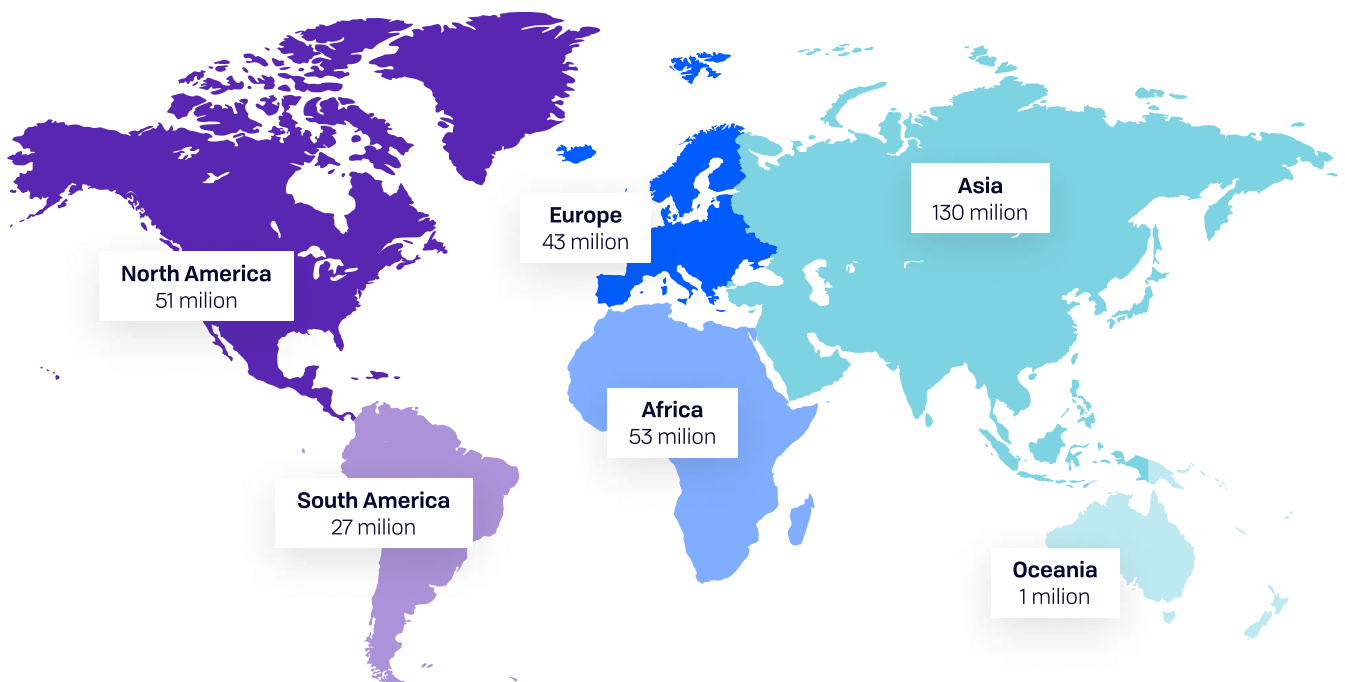 Asia
130 milion
Europe
43 milion
North America
51 milion
Africa
53 milion
South America
27 milion
Oceania
1 milion